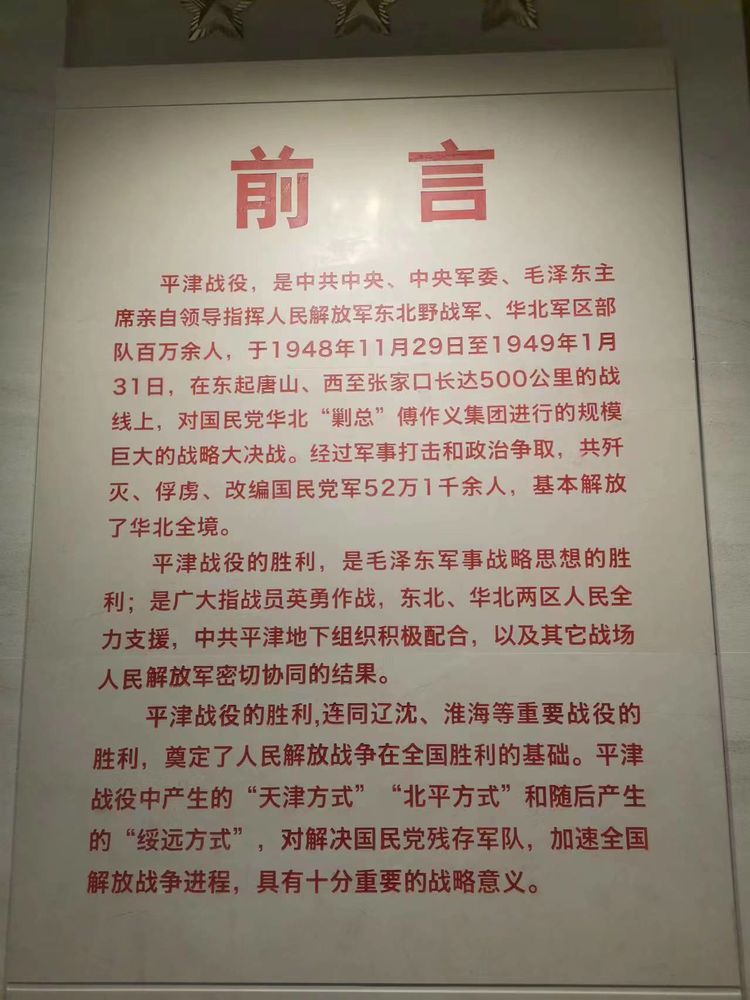 前言
平津战役，是中共中央、中央军委、毛泽东主
席亲自领导指挥人民解放军东北野战军、华北军区部
队百万余人，于1948年11月29日至1949年1月
31日，在东起唐山、西至张家口长达500公里的战
线上，对国民党华北“剿总”傅作义集团进行的规模
巨大的战略大决战。经过军事打击和政治争取，共歼
灭、俘虏、改编国民党军52万1千余人，基本解放
了华北全境。
平津战役的胜利，是毛泽东军事战略思想的胜
利；是广大指战员英勇作战，东北、华北两区人民全
力支援，中共平津地下组织积极配合，以及其它战场
人民解放军密切协同的结果。
平津战役的胜利,连同辽沈、淮海等重要战役的
胜利，奠定了人民解放战争在全国胜利的基础。平津
战役中产生的“天津方式”“北平方式”和随后产生
的“绥远方式”，对解决国民党残存军队，加速全国
解放战争进程，具有十分重要的战略意义。